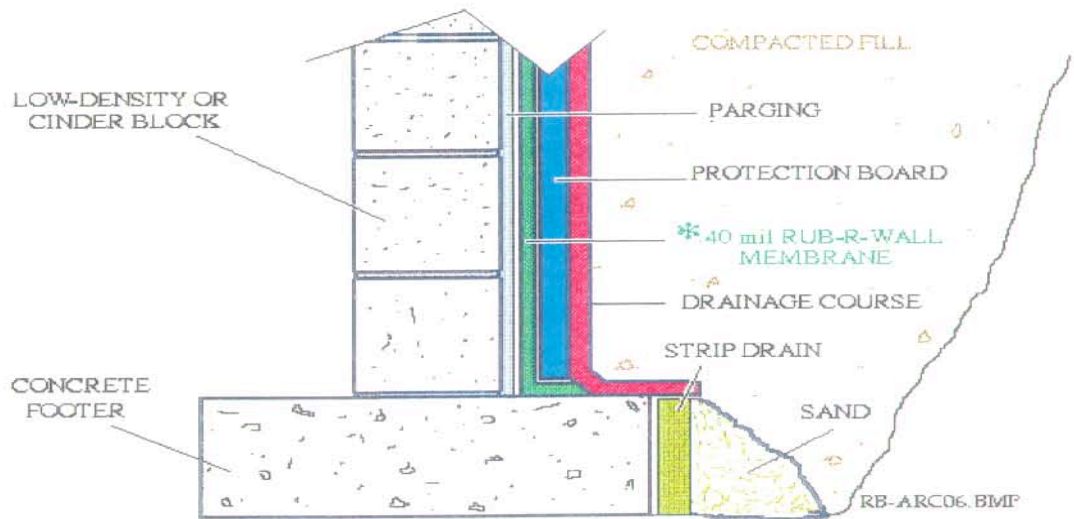 COMPACTED FILL
LOW-DENSITY OR
CINDER BLOCK
PARGING
PROTECTION BOARD
* 40 mil RUB-R-WALL
MEMBRANE
DRAINAGE COURSE
STRIP DRAIN
CONCRETE
FOOTER
SAND
RB-ARC06.BMP